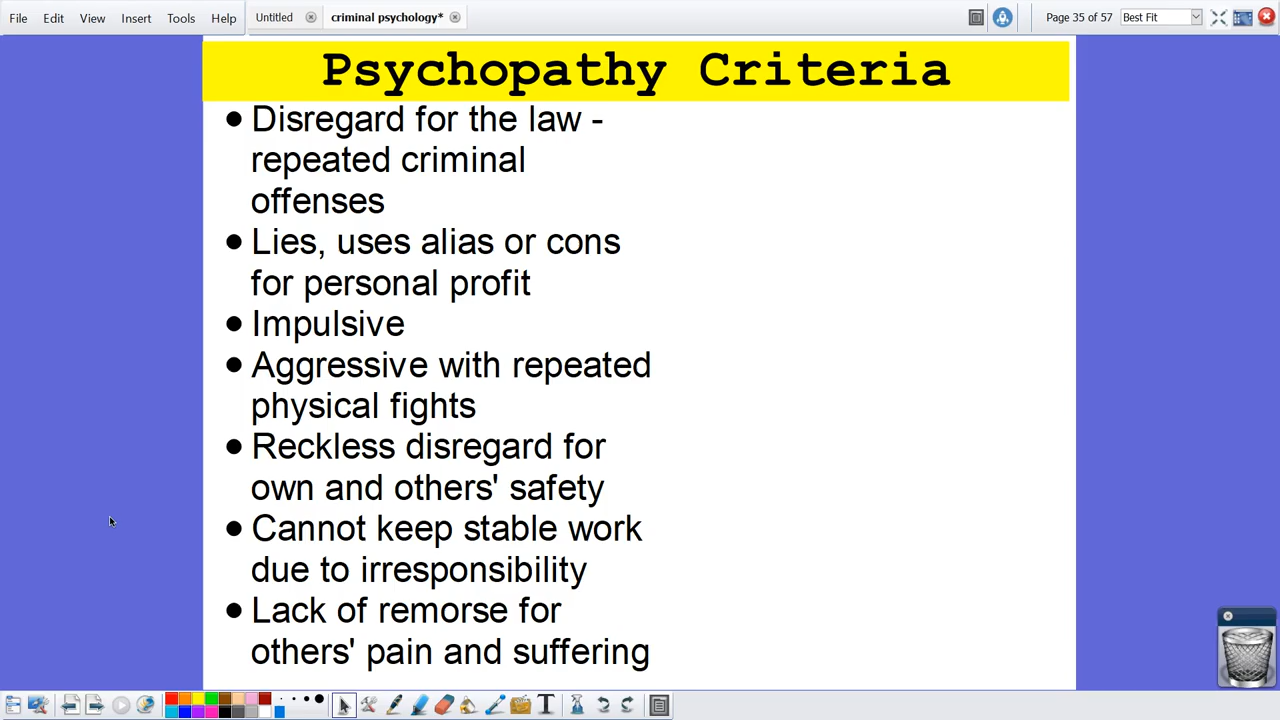 File Edit View Insert Tools Help Untitled criminal psychology* Page 35 of 57 Best Fit
Psychopathy Criteria
● Disregard for the law -
repeated criminal
offenses
● Lies, uses alias or cons
for personal profit
● Impulsive
● Aggressive with repeated
physical fights
● Reckless disregard for
own and others' safety
● Cannot keep stable work
due to irresponsibility
● Lack of remorse for
others' pain and suffering